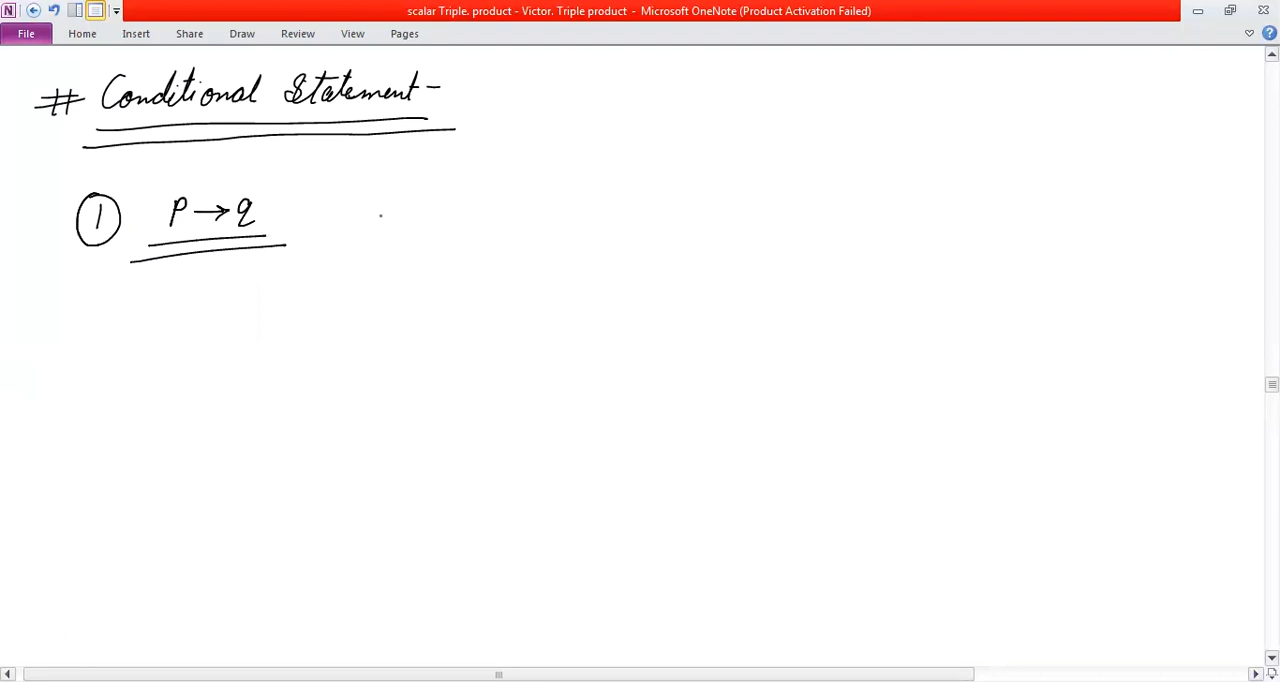 scalar Triple. product - Victor. Triple product - Microsoft OneNote (Product Activation Failed)
File Home Insert Share Draw Review View Pages
# Conditional Statement -
① p → q